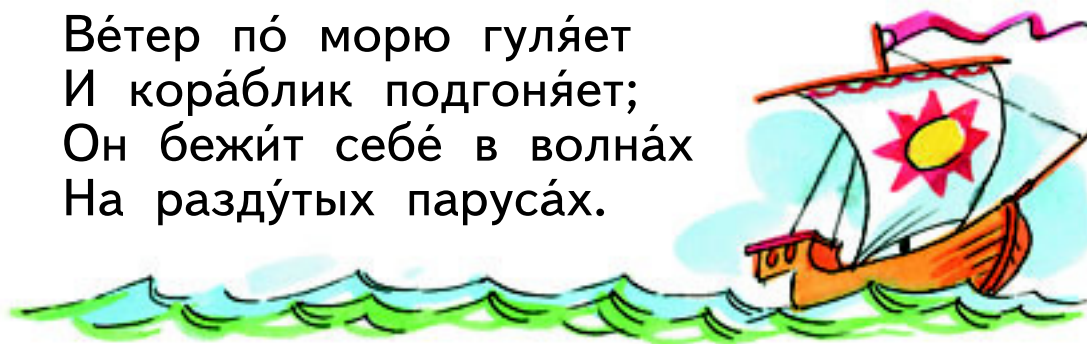 Ве́тер по́ морю гуля́ет
И кора́блик подгоня́ет;
Он бежи́т себе́ в волна́х
На разду́тых паруса́х.